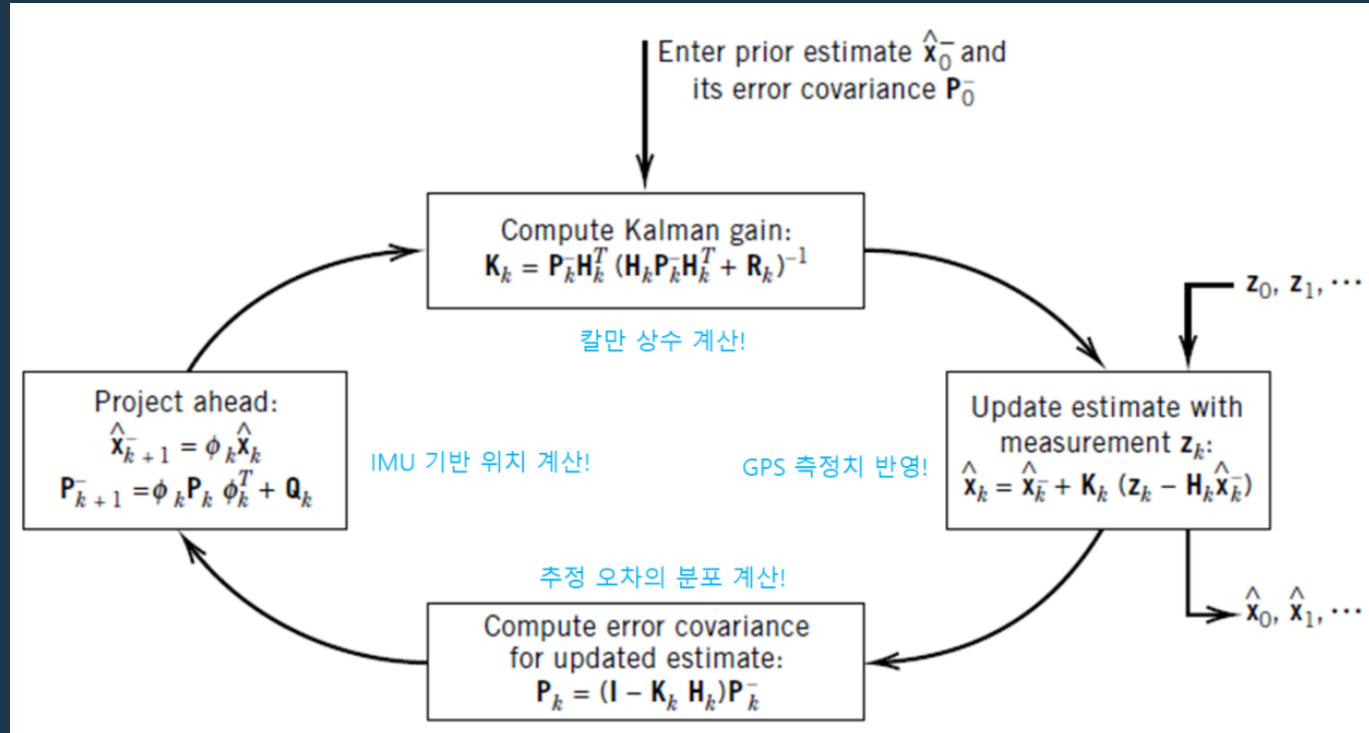 Enter prior estimate x̂₀⁻ and
its error covariance P₀⁻
Compute Kalman gain:
Kₖ = Pₖ⁻Hₖᵀ (HₖPₖ⁻Hₖᵀ + Rₖ)⁻¹
칼만 상수 계산!
z₀, z₁, ⋯
Project ahead:
x̂ₖ₊₁⁻ = ϕₖx̂ₖ
Pₖ₊₁⁻ = ϕₖPₖ ϕₖᵀ + Qₖ
IMU 기반 위치 계산!
GPS 측정치 반영!
Update estimate with
measurement zₖ:
x̂ₖ = x̂ₖ⁻ + Kₖ (zₖ – Hₖx̂ₖ⁻)
추정 오차의 분포 계산!
x̂₀, x̂₁, ⋯
Compute error covariance
for updated estimate:
Pₖ = (I – Kₖ Hₖ)Pₖ⁻